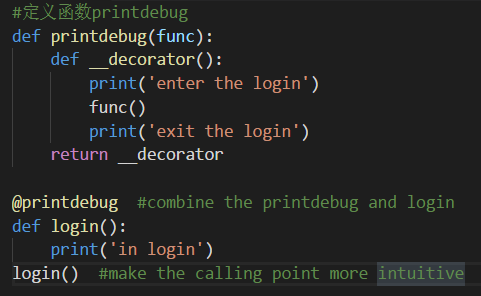 #定义函数printdebug
def printdebug(func):
    def __decorator():
        print('enter the login')
        func()
        print('exit the login')
    return __decorator

@printdebug  #combine the printdebug and login
def login():
    print('in login')
login()  #make the calling point more intuitive